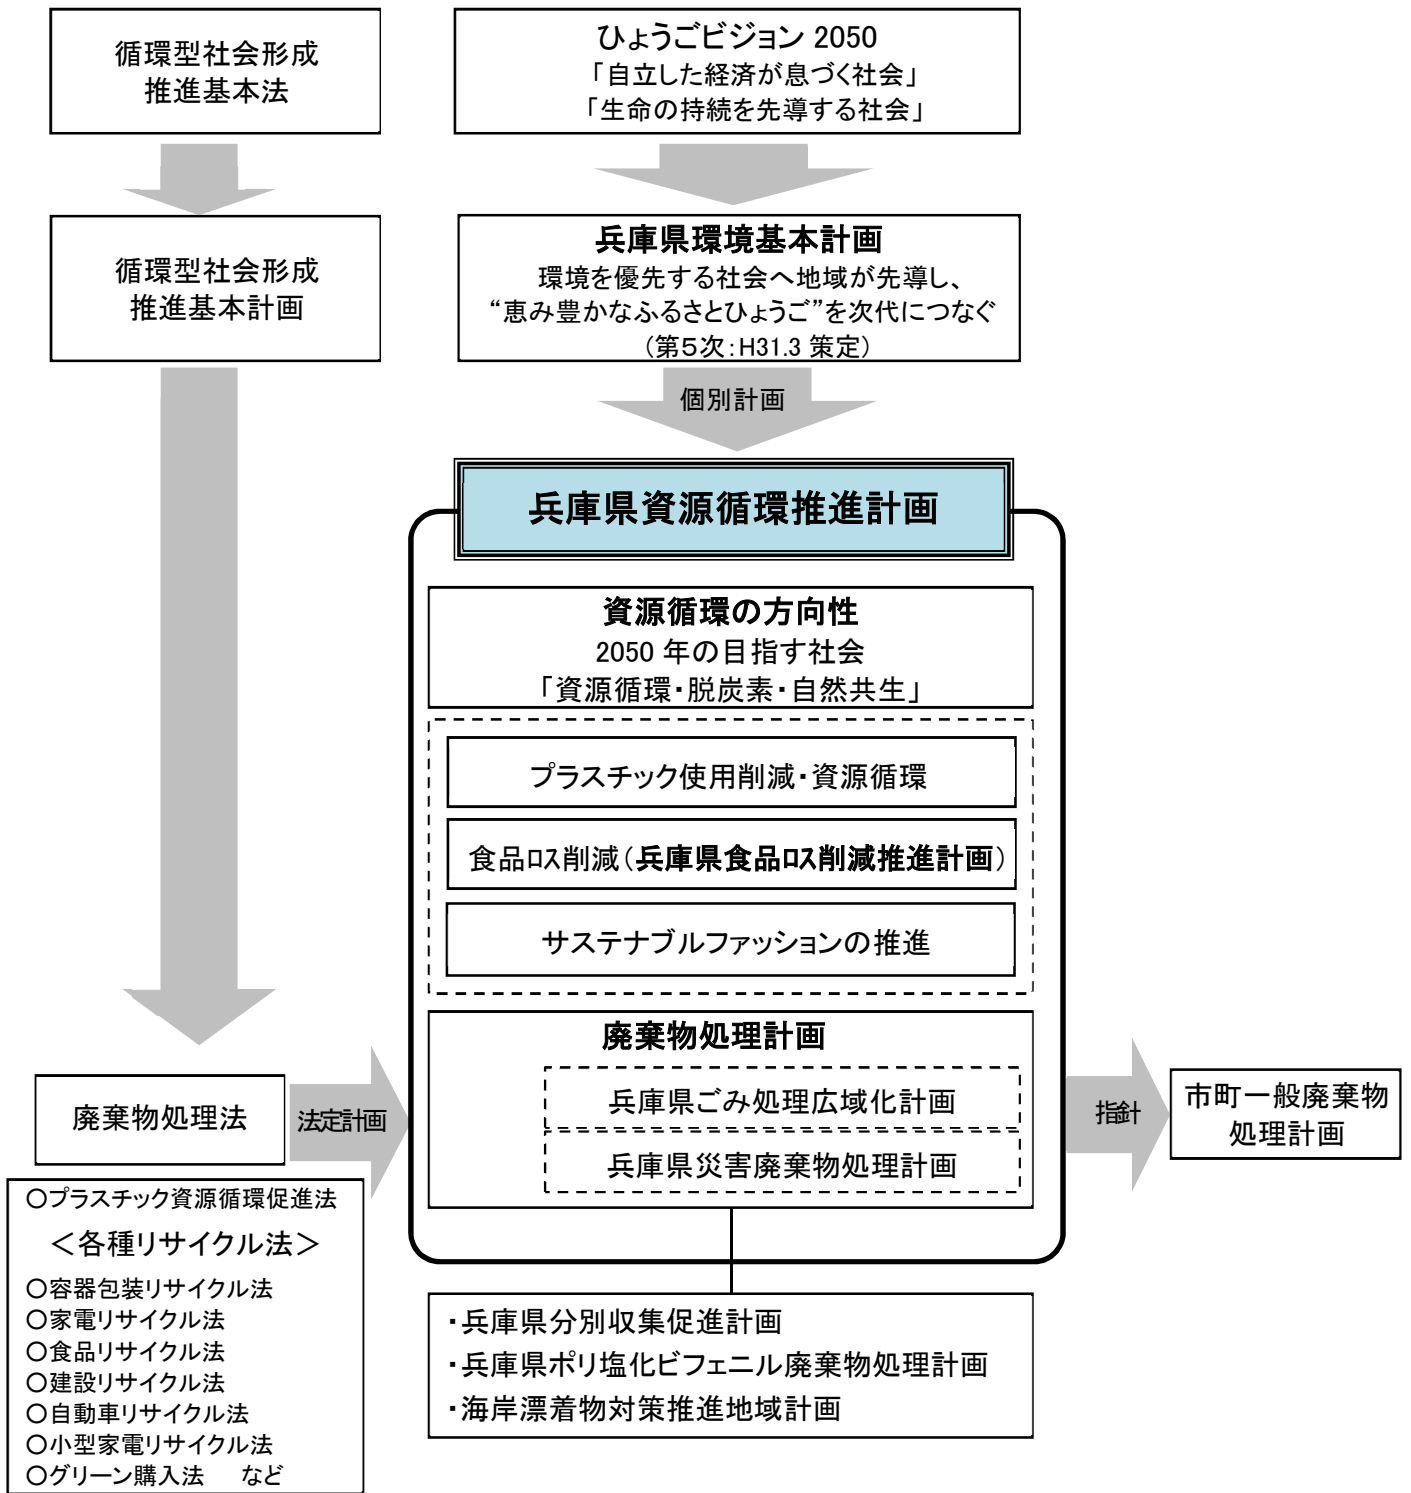 循環型社会形成
推進基本法
ひょうごビジョン 2050
「自立した経済が息づく社会」
「生命の持続を先導する社会」
循環型社会形成
推進基本計画
兵庫県環境基本計画
環境を優先する社会へ地域が先導し、
“恵み豊かなふるさとひょうご”を次代につなぐ
(第5次：H31.3 策定)
個別計画
兵庫県資源循環推進計画
資源循環の方向性
2050 年の目指す社会
「資源循環・脱炭素・自然共生」
プラスチック使用削減・資源循環
食品ロス削減（兵庫県食品ロス削減推進計画）
サステナブルファッションの推進
廃棄物処理計画
兵庫県ごみ処理広域化計画
兵庫県災害廃棄物処理計画
廃棄物処理法
法定計画
指針
市町一般廃棄物
処理計画
○プラスチック資源循環促進法
＜各種リサイクル法＞
○容器包装リサイクル法
○家電リサイクル法
○食品リサイクル法
○建設リサイクル法
○自動車リサイクル法
○小型家電リサイクル法
○グリーン購入法　など
・兵庫県分別収集促進計画
・兵庫県ポリ塩化ビフェニル廃棄物処理計画
・海岸漂着物対策推進地域計画